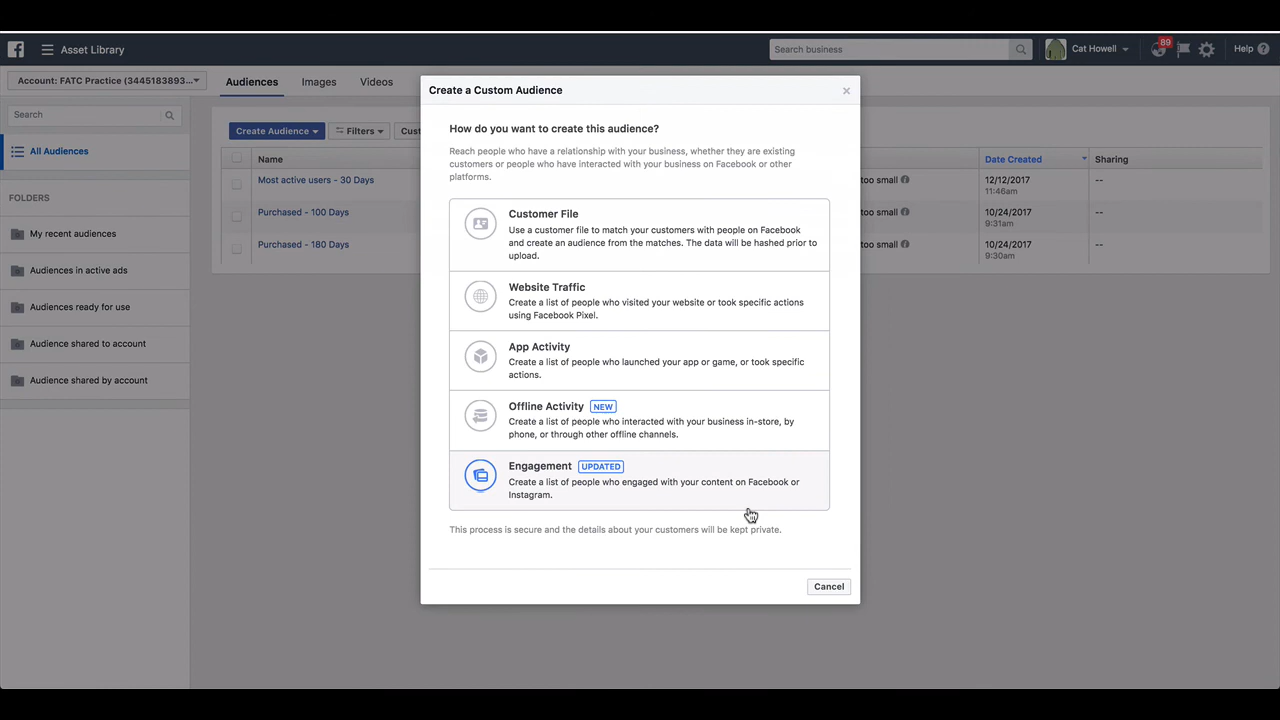 Asset Library
Search business
89
Cat Howell
Help
Account: FATC Practice (3445183893...
Audiences
Images
Videos
Search
All Audiences
FOLDERS
My recent audiences
Audiences in active ads
Audiences ready for use
Audience shared to account
Audience shared by account
Create Audience
Filters
Cust
Name
Date Created
Sharing
Most active users - 30 Days
too small
12/12/2017
11:46am
--
Purchased - 100 Days
too small
10/24/2017
9:31am
--
Purchased - 180 Days
too small
10/24/2017
9:30am
--
Create a Custom Audience
How do you want to create this audience?
Reach people who have a relationship with your business, whether they are existing
customers or people who have interacted with your business on Facebook or other
platforms.
Customer File
Use a customer file to match your customers with people on Facebook
and create an audience from the matches. The data will be hashed prior to
upload.
Website Traffic
Create a list of people who visited your website or took specific actions
using Facebook Pixel.
App Activity
Create a list of people who launched your app or game, or took specific
actions.
Offline Activity NEW
Create a list of people who interacted with your business in-store, by
phone, or through other offline channels.
Engagement UPDATED
Create a list of people who engaged with your content on Facebook or
Instagram.
This process is secure and the details about your customers will be kept private.
Cancel